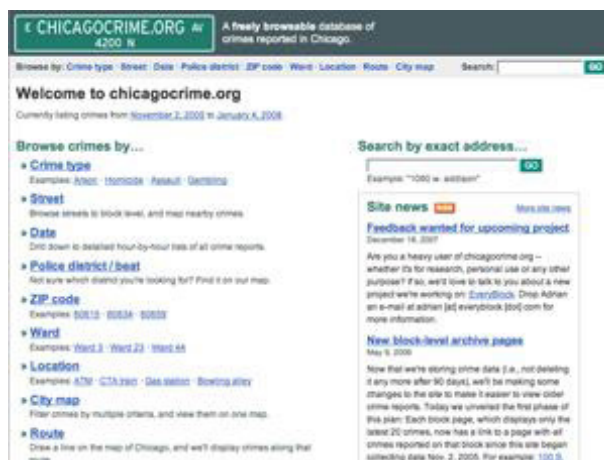 E CHICAGOCRIME.ORG AV
4200 N
A freely browseable database of
crimes reported in Chicago.
Browse by: Crime type · Street · Date · Police district · ZIP code · Ward · Location · Route · City map
Search: GO
Welcome to chicagocrime.org
Currently listing crimes from November 2, 2005 to January 4, 2008
Browse crimes by…
» Crime type
Examples: Arson · Homicide · Assault · Gambling
» Street
Browse streets to block level, and map nearby crimes.
» Date
Drill down to detailed hour-by-hour lists of all crime reports.
» Police district / beat
Not sure which district you're looking for? Find it on our map.
» ZIP code
Examples: 60615 · 60634 · 60659
» Ward
Examples: Ward 3 · Ward 23 · Ward 44
» Location
Examples: ATM · CTA train · Gas station · Bowling alley
» City map
Filter crimes by multiple criteria, and view them on one map.
» Route
Draw a line on the map of Chicago, and we'll display crimes along that
Search by exact address…
GO
Example: "1060 w. addison"
Site news
More site news
Feedback wanted for upcoming project
December 18, 2007
Are you a heavy user of chicagocrime.org --
whether it's for research, personal use or any other
purpose? If so, we'd love to talk to you about a new
project we're working on: EveryBlock. Drop Adrian
an e-mail at adrian [at] everyblock [dot] com for
more information.
New block-level archive pages
May 9, 2006
Now that we're storing crime data (i.e., not deleting
it any more after 90 days), we'll be making some
changes to the site to make it easier to view older
crime reports. Today we unveiled the first phase of
this plan: Each block page, which displays only the
latest 20 crimes, now has a link to a page with all
crimes reported on that block since this site began
collecting data Nov. 2, 2005. For example: 100 S.